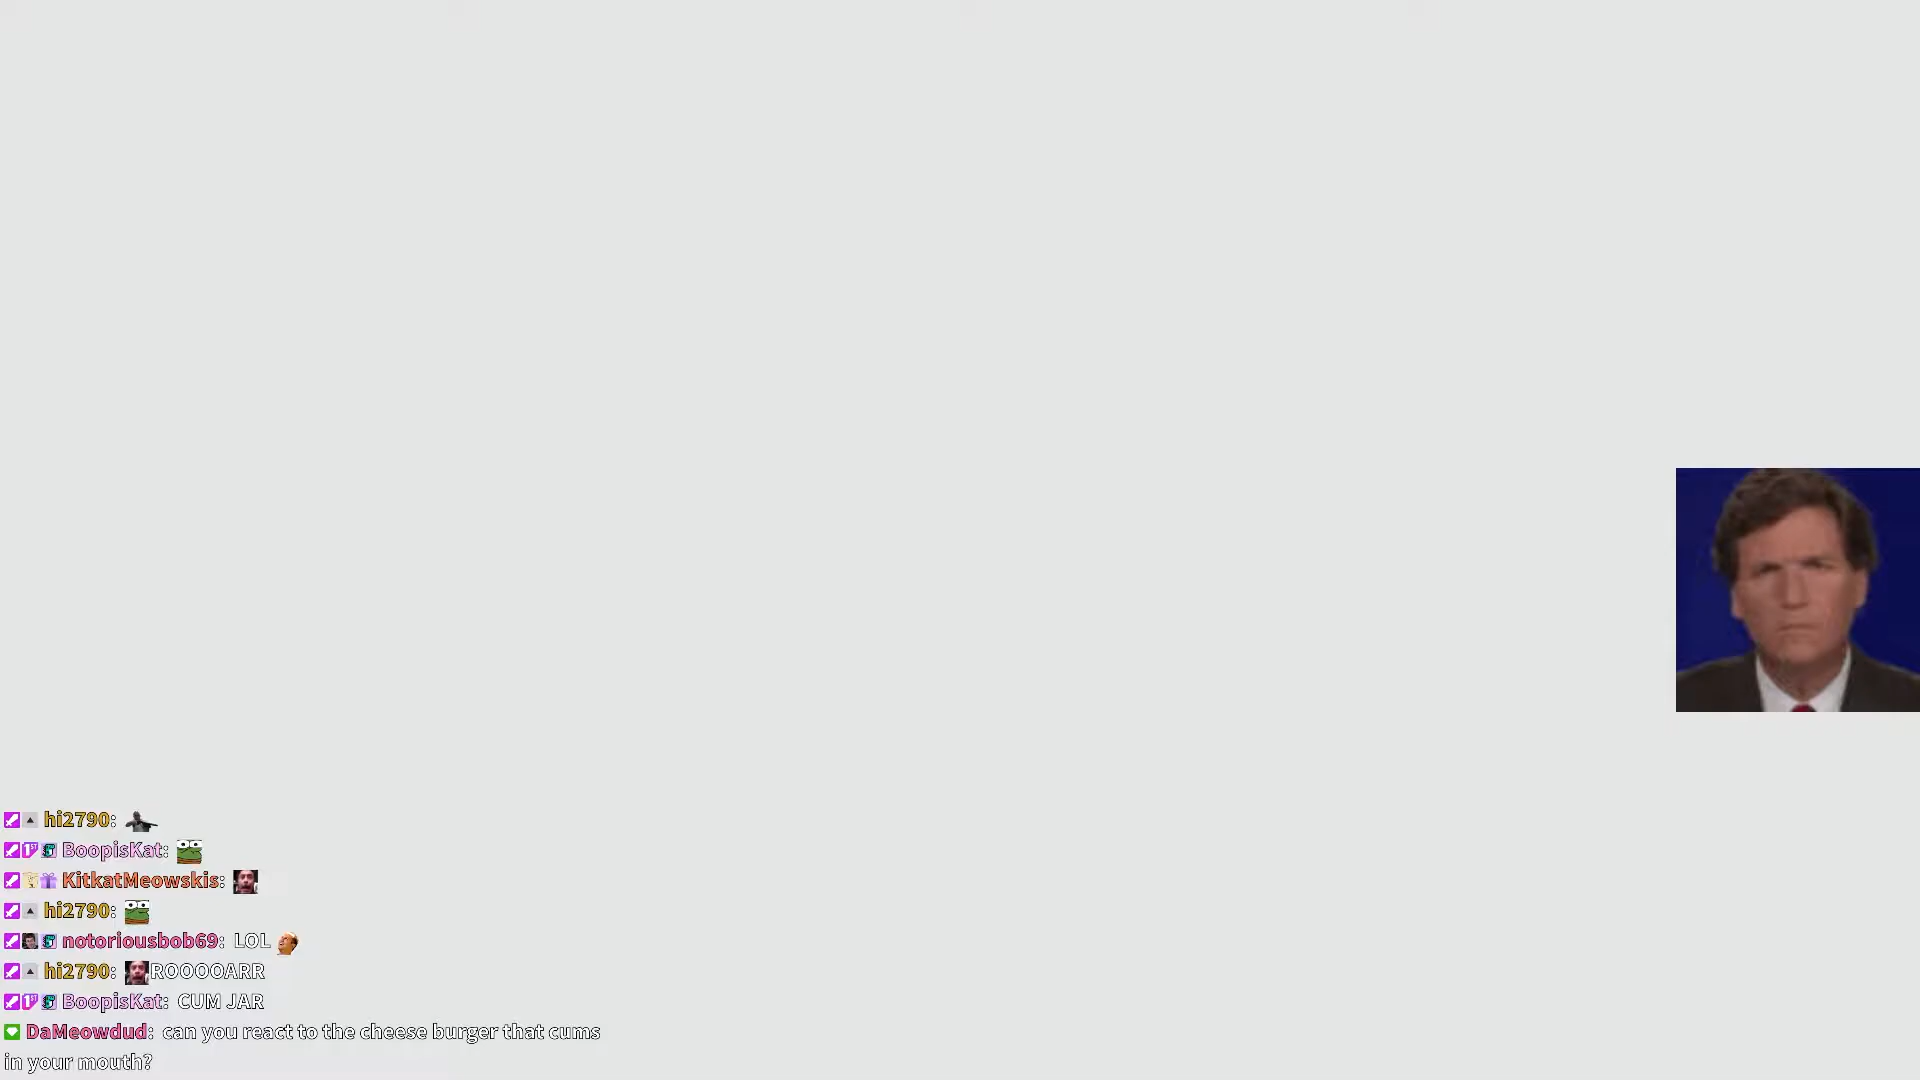 hi2790:
BoopisKat:
KitkatMeowskis:
hi2790:
notoriousbob69: LOL
hi2790: ROOOOARR
BoopisKat: CUM JAR
DaMeowdud: can you react to the cheese burger that cums
in your mouth?